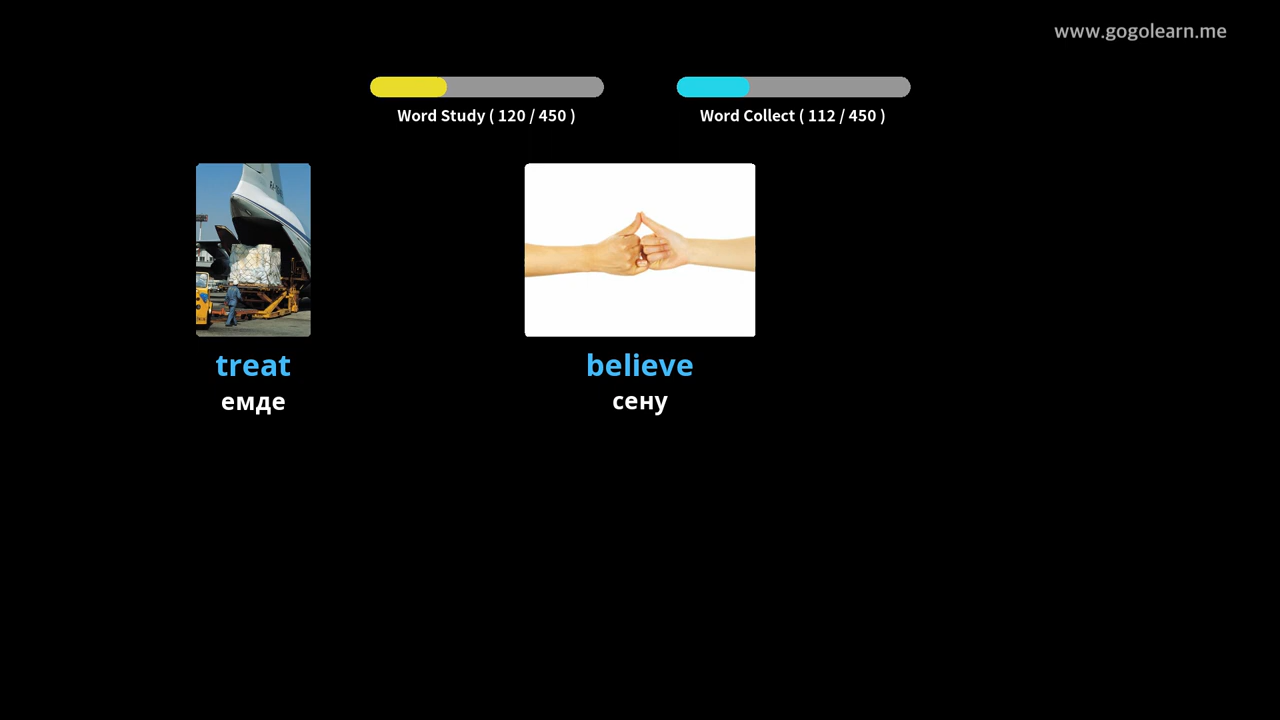 www.gogolearn.me
Word Study ( 120 / 450 )
Word Collect ( 112 / 450 )
treat
емде
believe
сену